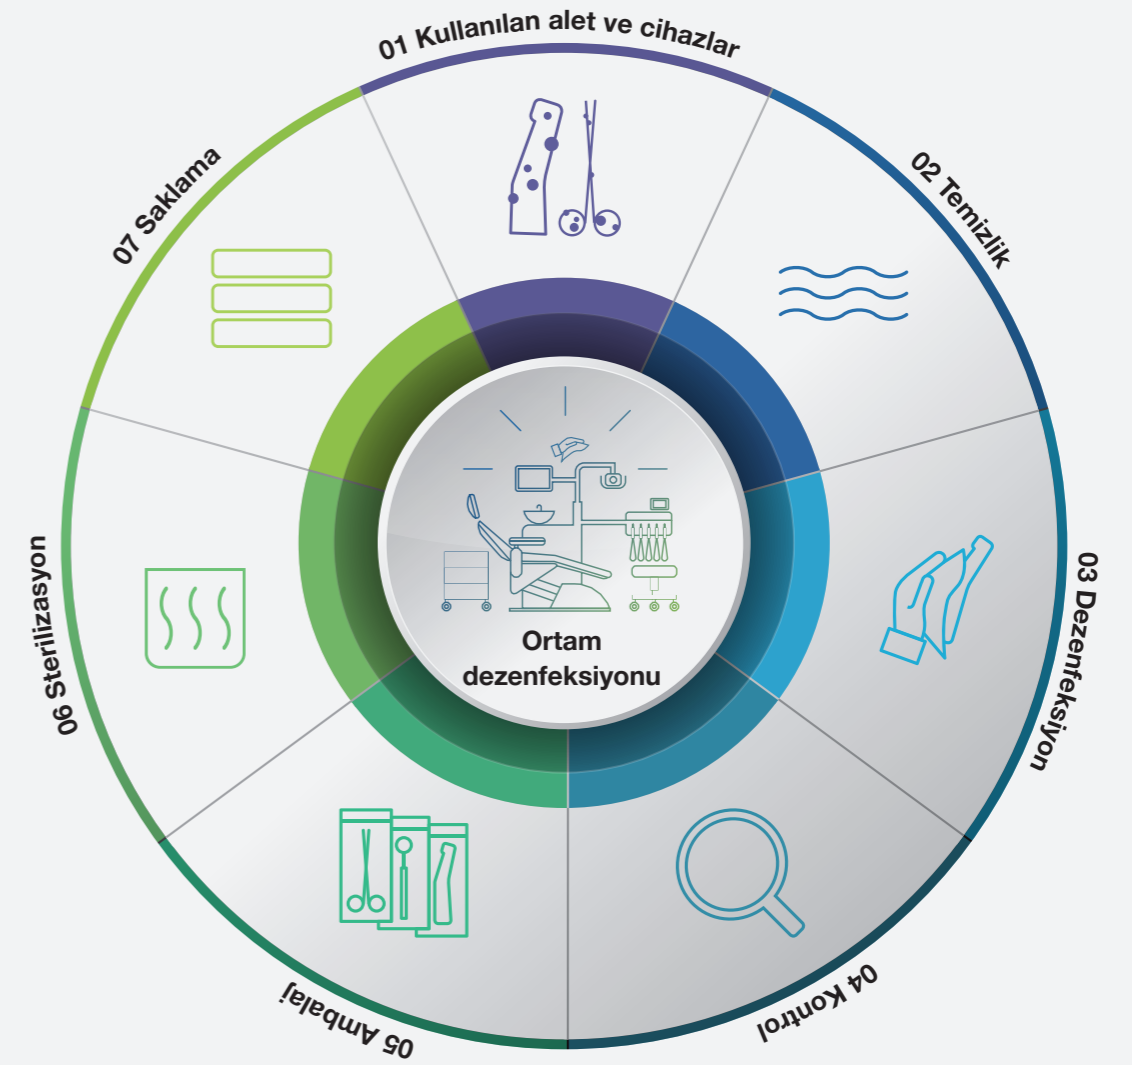 01 Kullanılan alet ve cihazlar
02 Temizlik
03 Dezenfeksiyon
04 Kontrol
05 Ambalaj
06 Sterilizasyon
07 Saklama
Ortam
dezenfeksiyonu